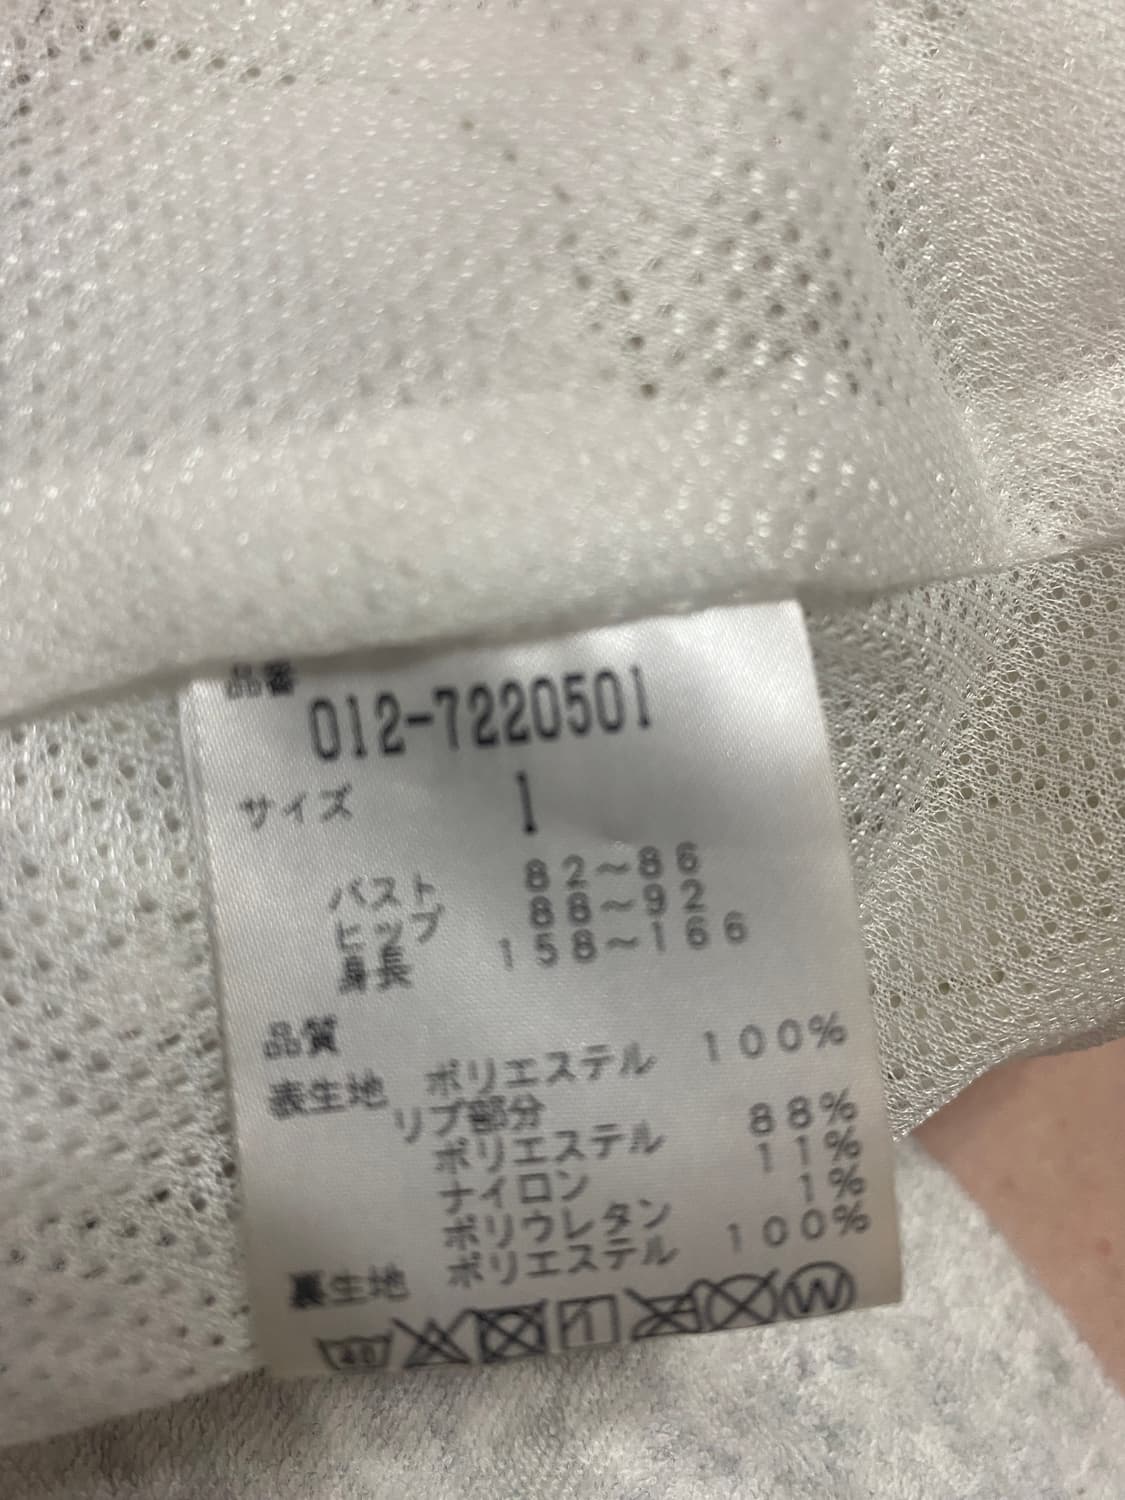 品番
012-7220501
サイズ 1
バスト 82~86
ヒップ 88~92
身長 158~166
品質
表生地 ポリエステル 100%
リブ部分
ポリエステル 88%
ナイロン 11%
ポリウレタン 1%
裏生地 ポリエステル 100%
40 1 W